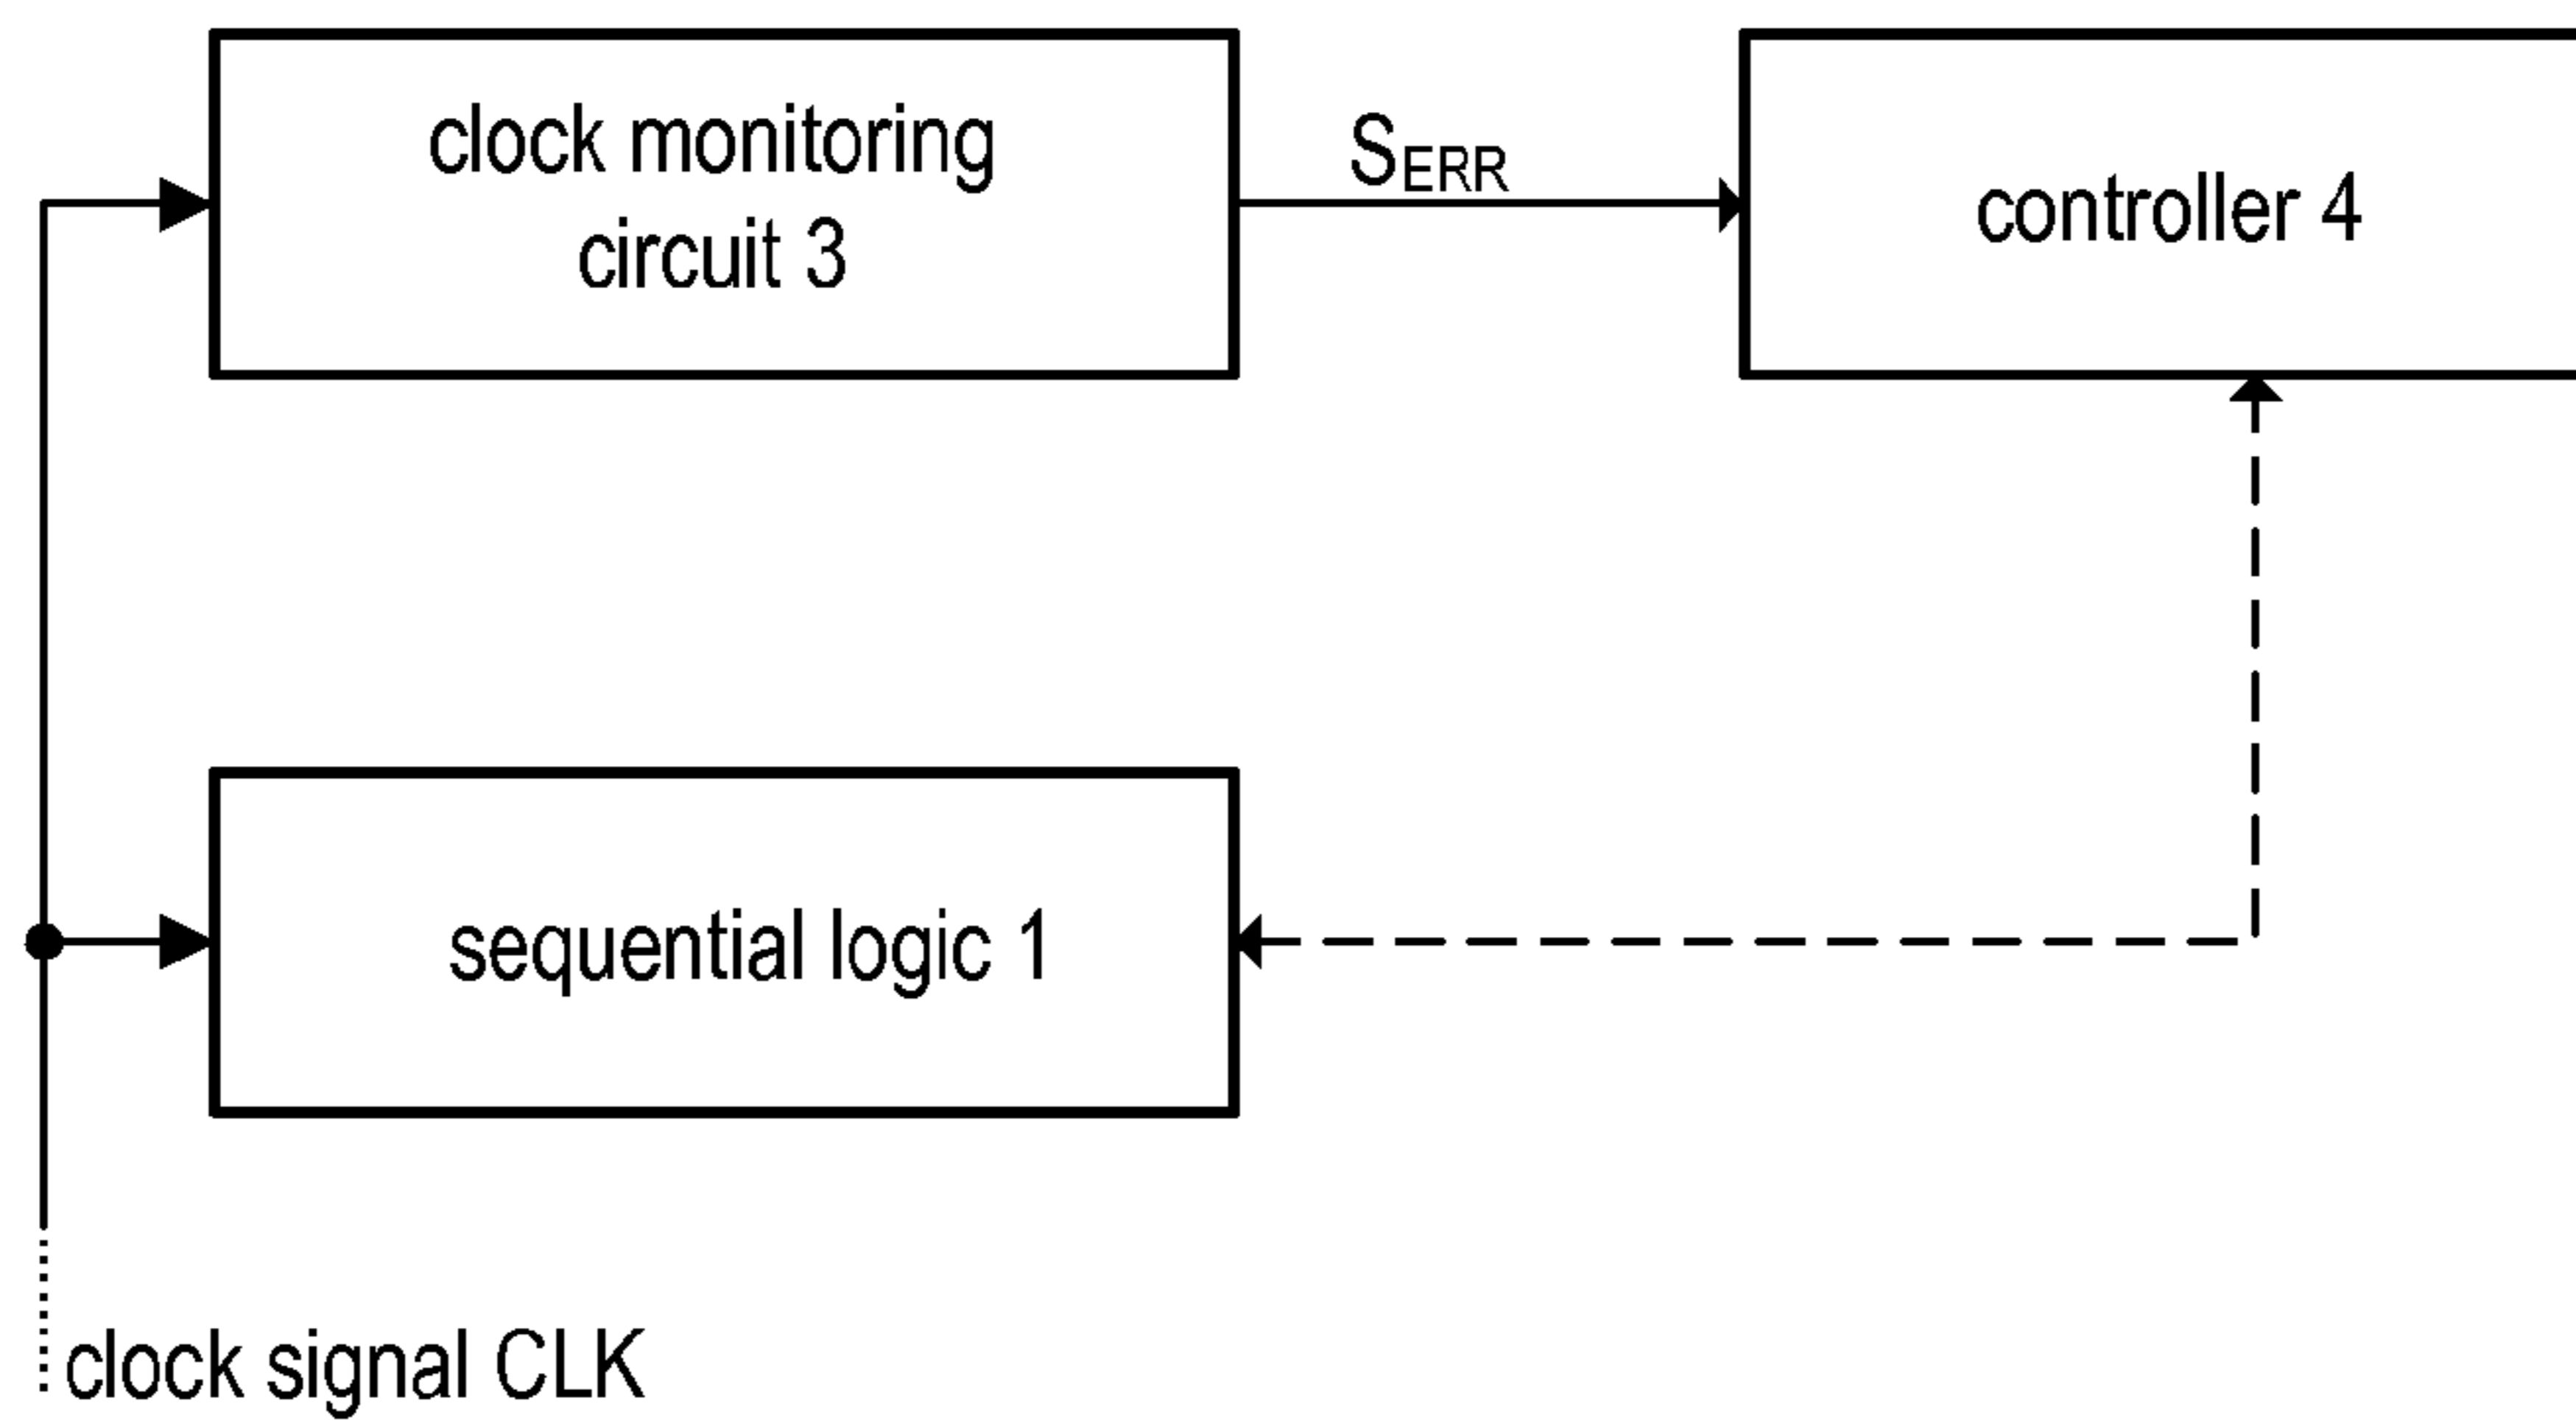 clock monitoring
circuit 3
SERR
controller 4
sequential logic 1
clock signal CLK